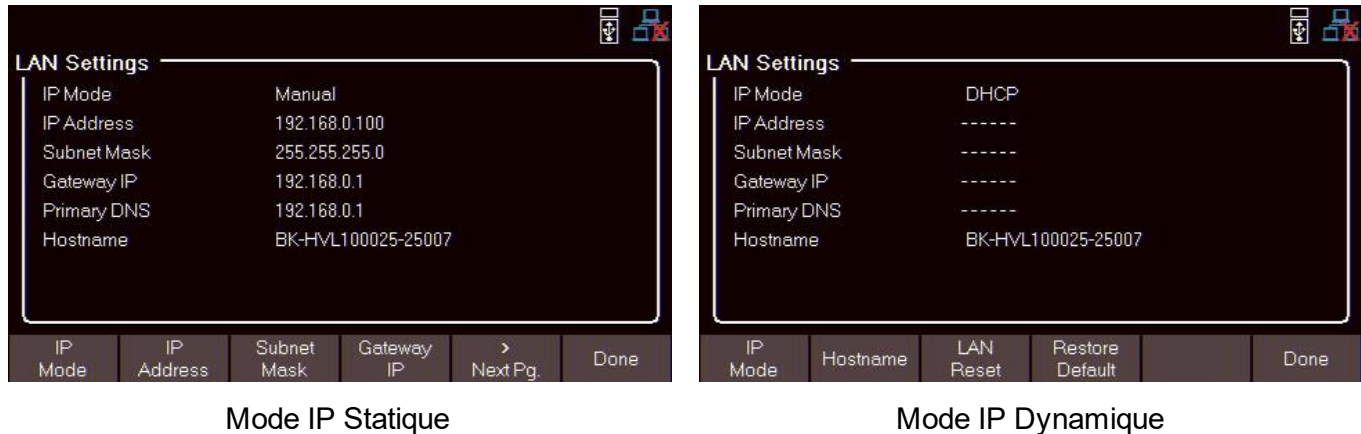 LAN Settings
IP Mode Manual
IP Address 192.168.0.100
Subnet Mask 255.255.255.0
Gateway IP 192.168.0.1
Primary DNS 192.168.0.1
Hostname BK-HVL100025-25007
IP Mode
IP Address
Subnet Mask
Gateway IP
> Next Pg.
Done
Mode IP Statique
LAN Settings
IP Mode DHCP
IP Address ------
Subnet Mask ------
Gateway IP ------
Primary DNS ------
Hostname BK-HVL100025-25007
IP Mode
Hostname
LAN Reset
Restore Default
Done
Mode IP Dynamique